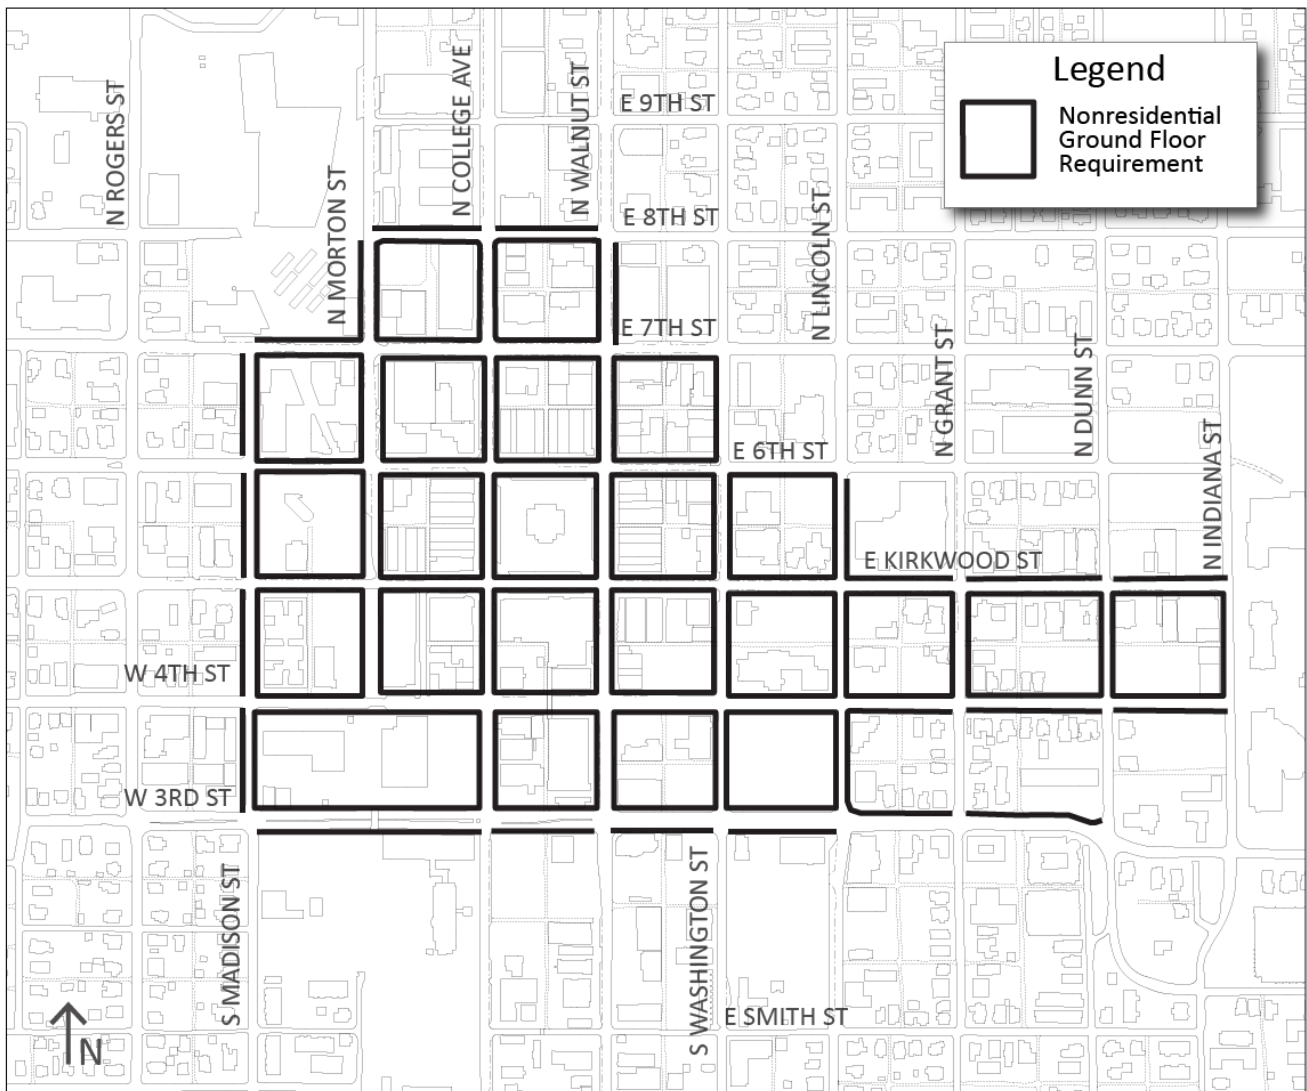 Legend
Nonresidential
Ground Floor
Requirement
N ROGERS ST
N MORTON ST
N COLLEGE AVE
N WALNUT ST
E 9TH ST
E 8TH ST
N LINCOLN ST
E 7TH ST
N GRANT ST
N DUNN ST
E 6TH ST
N INDIANA ST
E KIRKWOOD ST
W 4TH ST
W 3RD ST
S MADISON ST
S WASHINGTON ST
E SMITH ST
N